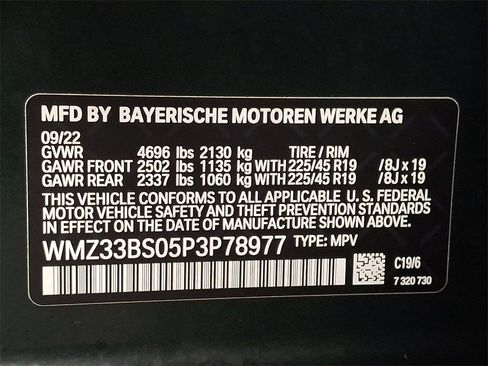 MFD BY BAYERISCHE MOTOREN WERKE AG
09/22
GVWR 4696 lbs 2130 kg TIRE / RIM
GAWR FRONT 2502 lbs 1135 kg WITH 225/45 R19 /8J x 19
GAWR REAR 2337 lbs 1060 kg WITH 225/45 R19 /8J x 19
THIS VEHICLE CONFORMS TO ALL APPLICABLE U. S. FEDERAL
MOTOR VEHICLE SAFETY AND THEFT PREVENTION STANDARDS
IN EFFECT ON THE DATE OF MANUFACTURE SHOWN ABOVE.
WMZ33BS05P3P78977 TYPE: MPV
C19/6
7 320 730